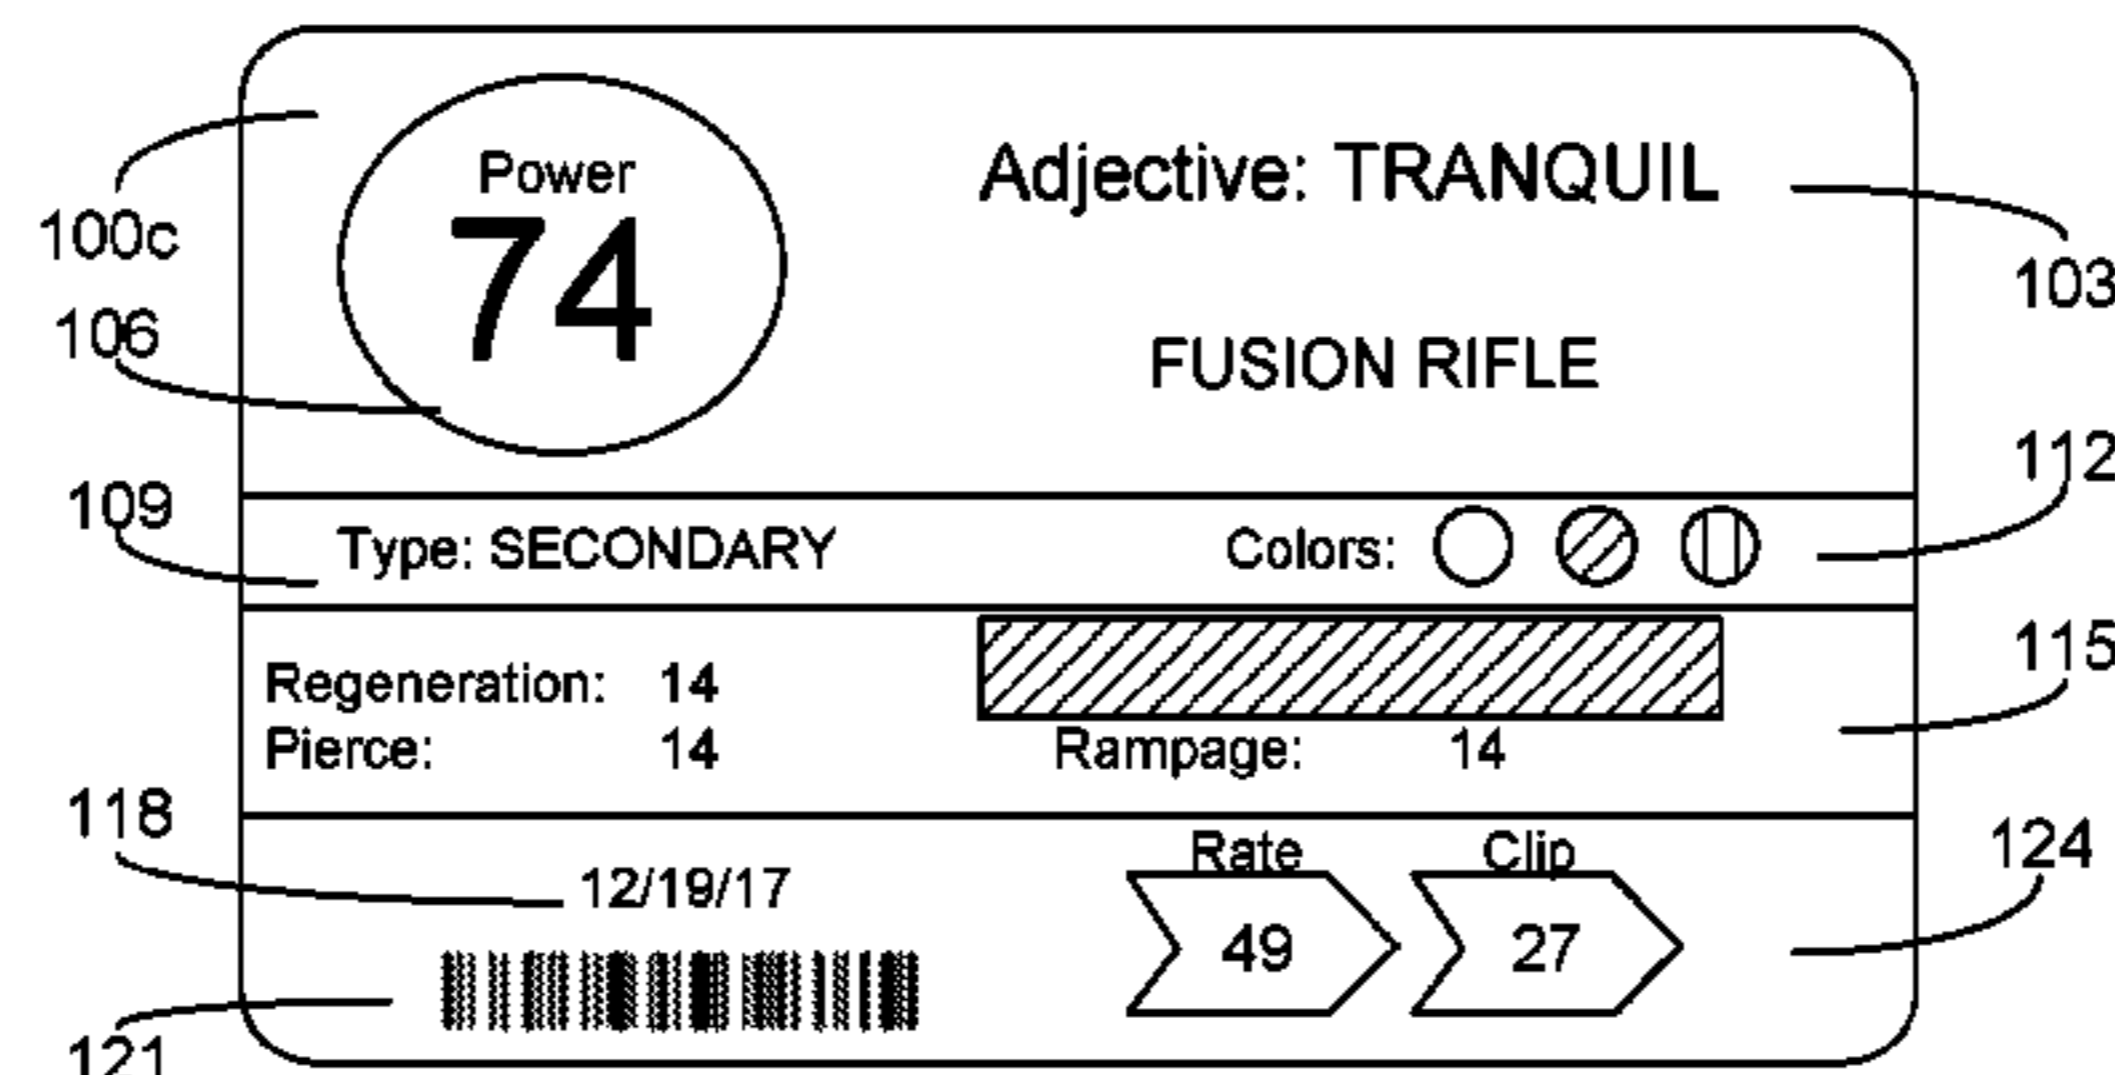 Power
74
Adjective: TRANQUIL
100c
103
106
FUSION RIFLE
112
109
Type: SECONDARY
Colors:
115
Regeneration: 14
Pierce: 14
Rampage: 14
118
Rate
Clip
124
12/19/17
49
27
121